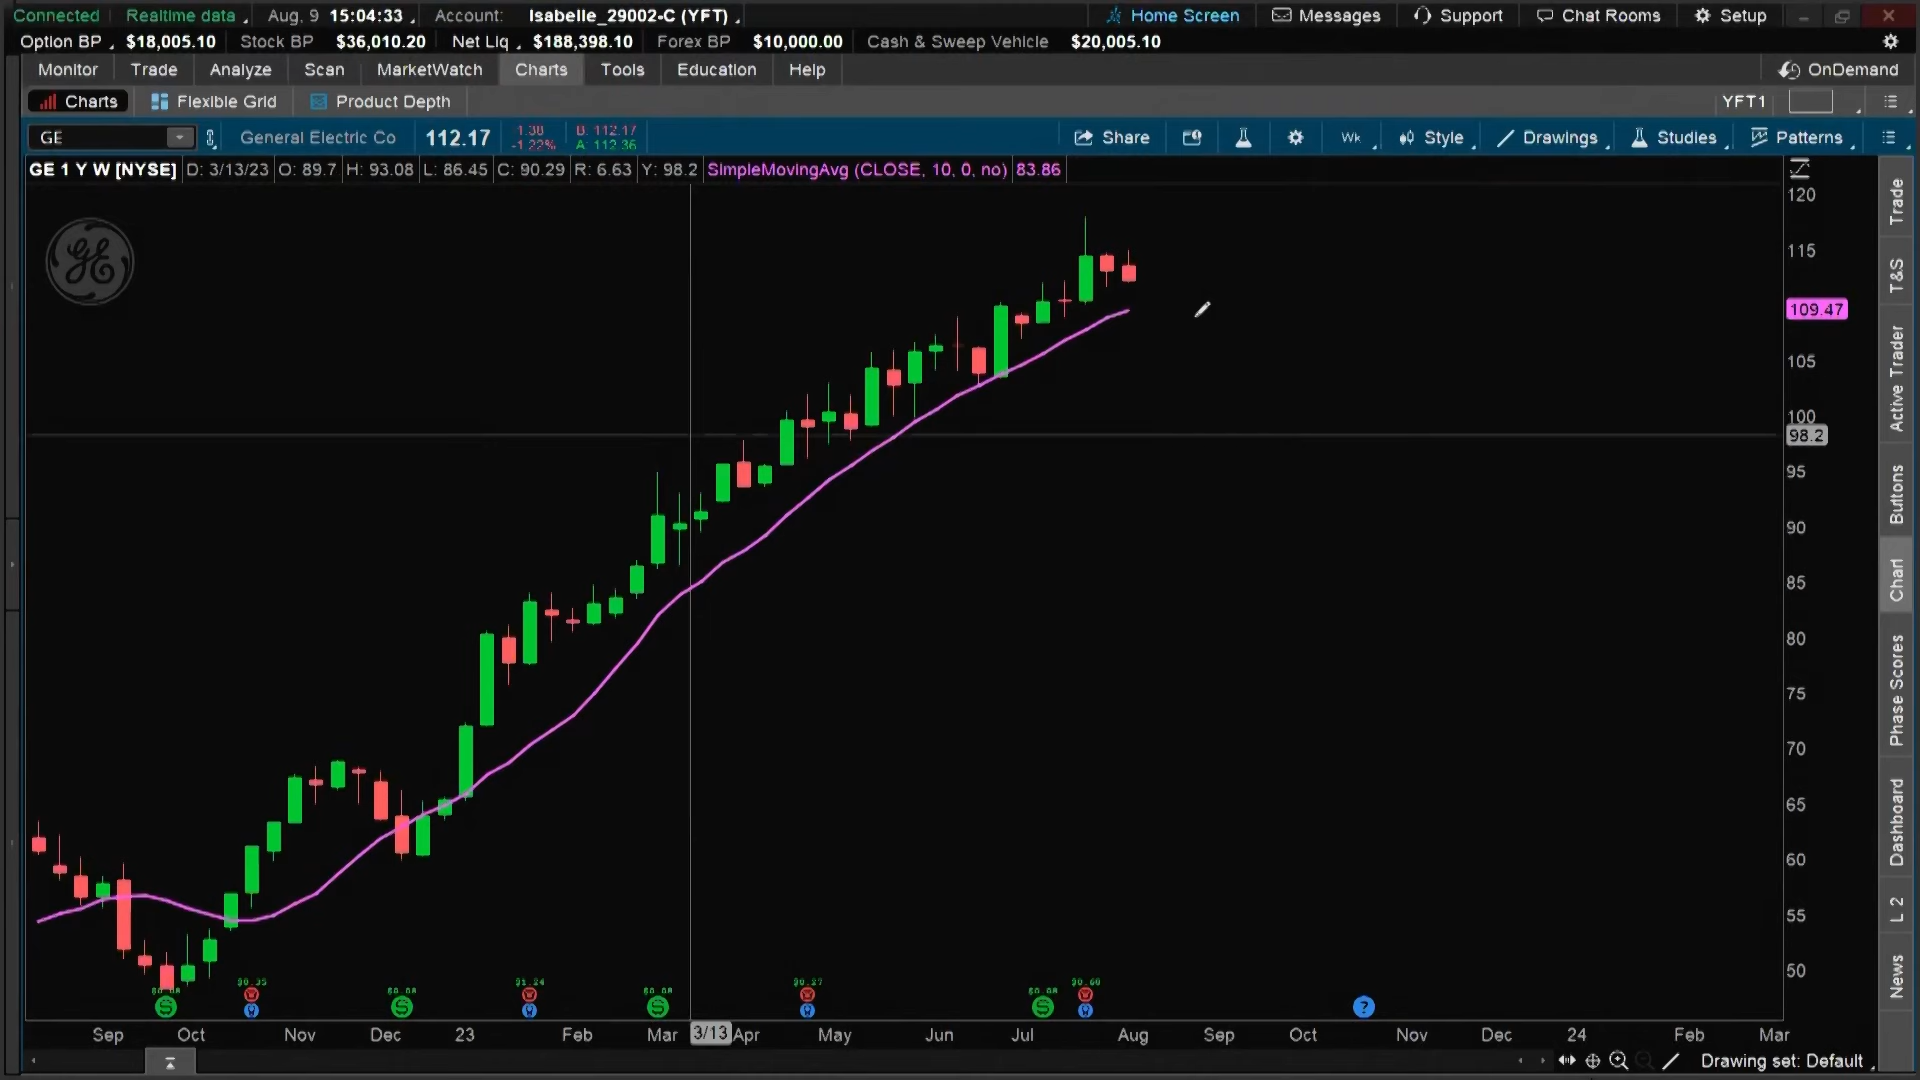 Connected Realtime data Aug, 9 15:04:33 Account: Isabelle_29002-C (YFT) Home Screen Messages Support Chat Rooms Setup
Option BP $18,005.10 Stock BP $36,010.20 Net Liq $188,398.10 Forex BP $10,000.00 Cash & Sweep Vehicle $20,005.10
Monitor Trade Analyze Scan MarketWatch Charts Tools Education Help OnDemand
Charts Flexible Grid Product Depth YFT1
GE General Electric Co 112.17 1.38 -1.22% B: 112.17 A: 112.36 Share Wk Style Drawings Studies Patterns
GE 1 Y W [NYSE] D: 3/13/23 O: 89.7 H: 93.08 L: 86.45 C: 90.29 R: 6.63 Y: 98.2 SimpleMovingAvg (CLOSE, 10, 0, no) 83.86
GE
120
115
109.47
105
100
98.2
95
90
85
80
75
70
65
60
55
50
Trade
T&S
Active Trader
Buttons
Chart
Phase Scores
Dashboard
L 2
News
$1.24 $0.60
S S S S ?
Sep Oct Nov Dec 23 Feb Mar 3/13 Apr May Jun Jul Aug Sep Oct Nov Dec 24 Feb Mar
Drawing set: Default